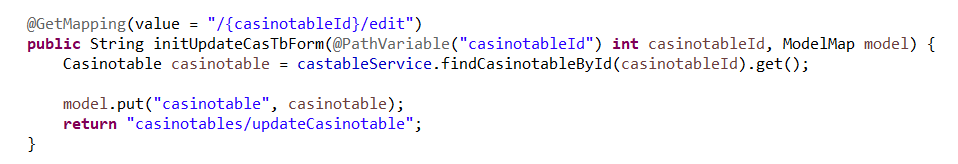 @GetMapping(value = "/{casinotableId}/edit")
public String initUpdateCasTbForm(@PathVariable("casinotableId") int casinotableId, ModelMap model) {
    Casinotable casinotable = castableService.findCasinotableById(casinotableId).get();

    model.put("casinotable", casinotable);
    return "casinotables/updateCasinotable";
}